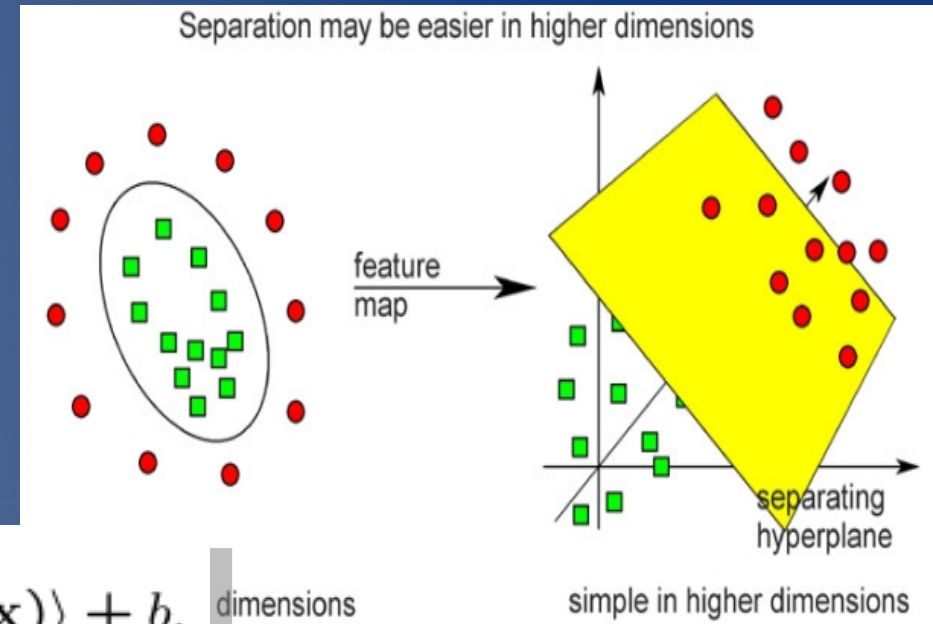 Separation may be easier in higher dimensions
feature
map
separating
hyperplane
x)⟩ + b.
dimensions
simple in higher dimensions